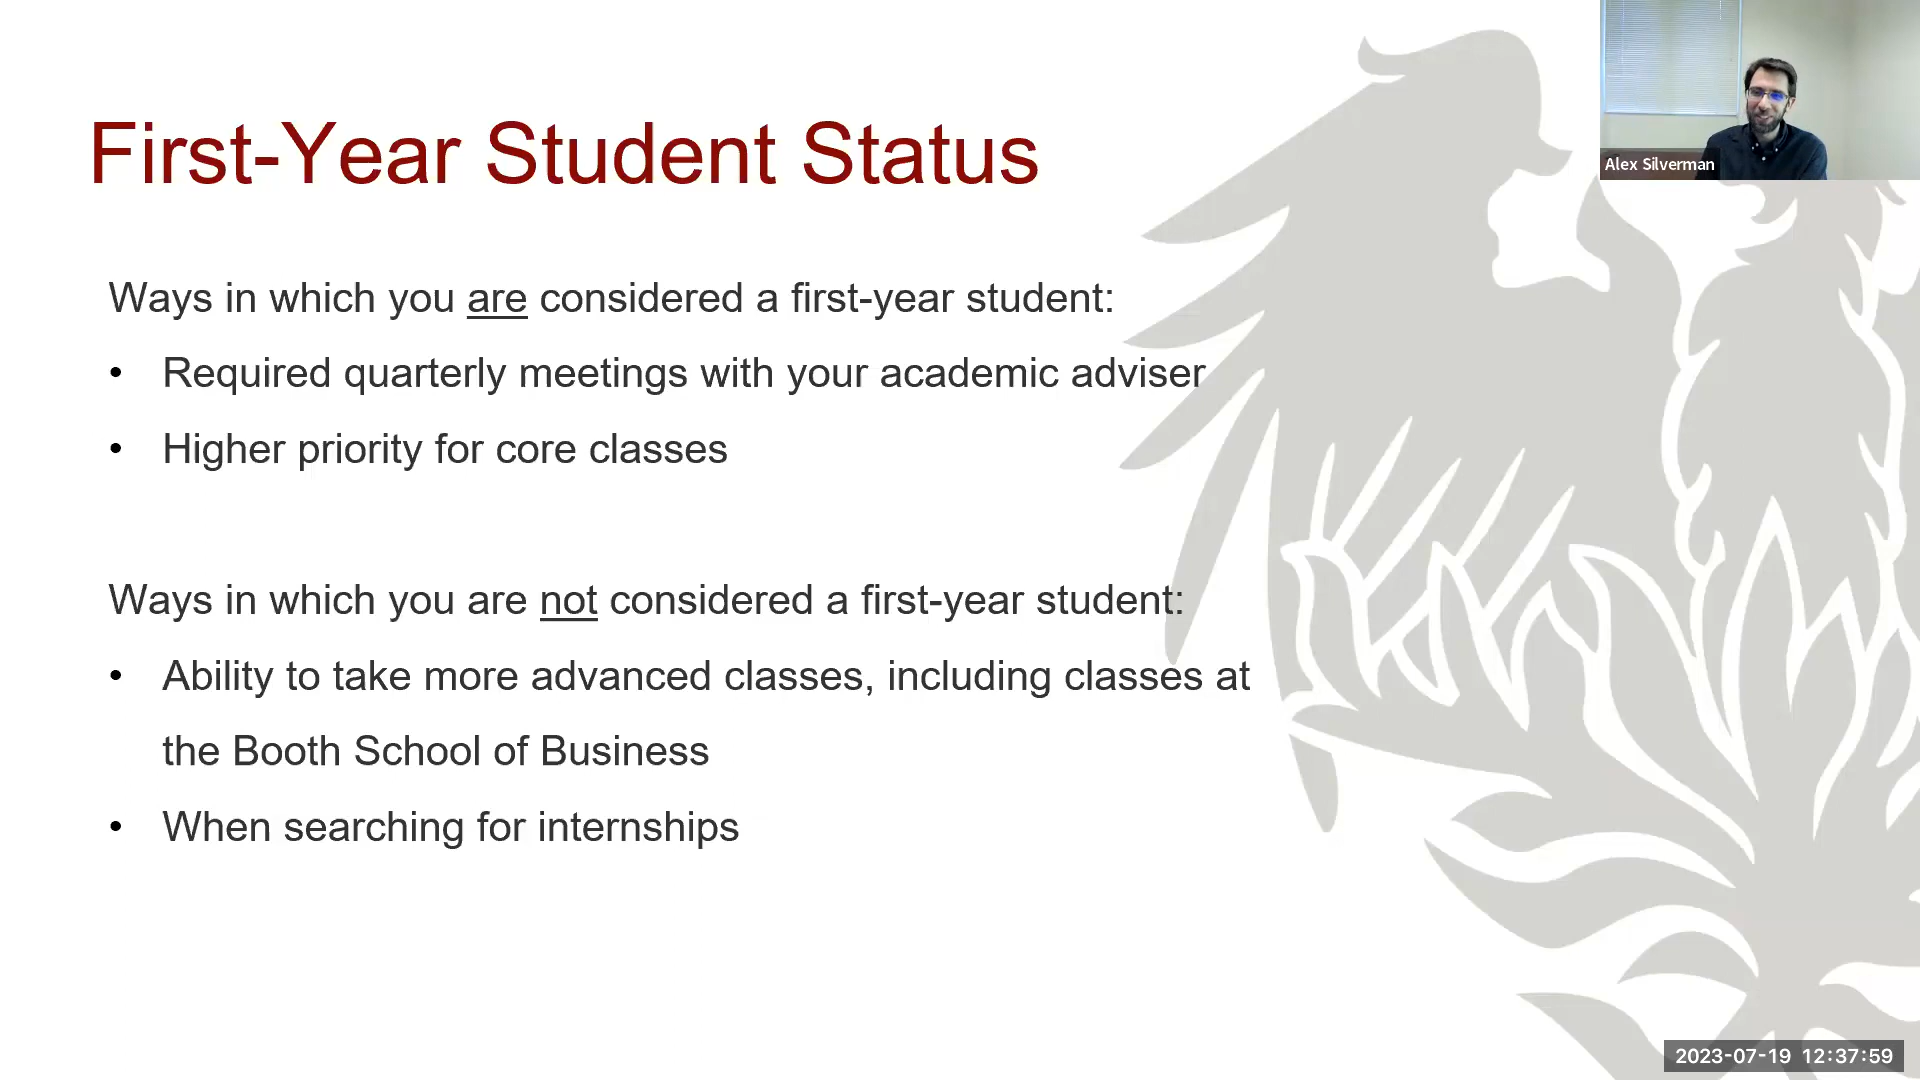 First-Year Student Status
Alex Silverman
Ways in which you are considered a first-year student:
• Required quarterly meetings with your academic adviser
• Higher priority for core classes
Ways in which you are not considered a first-year student:
• Ability to take more advanced classes, including classes at
the Booth School of Business
• When searching for internships
2023-07-19 12:37:59